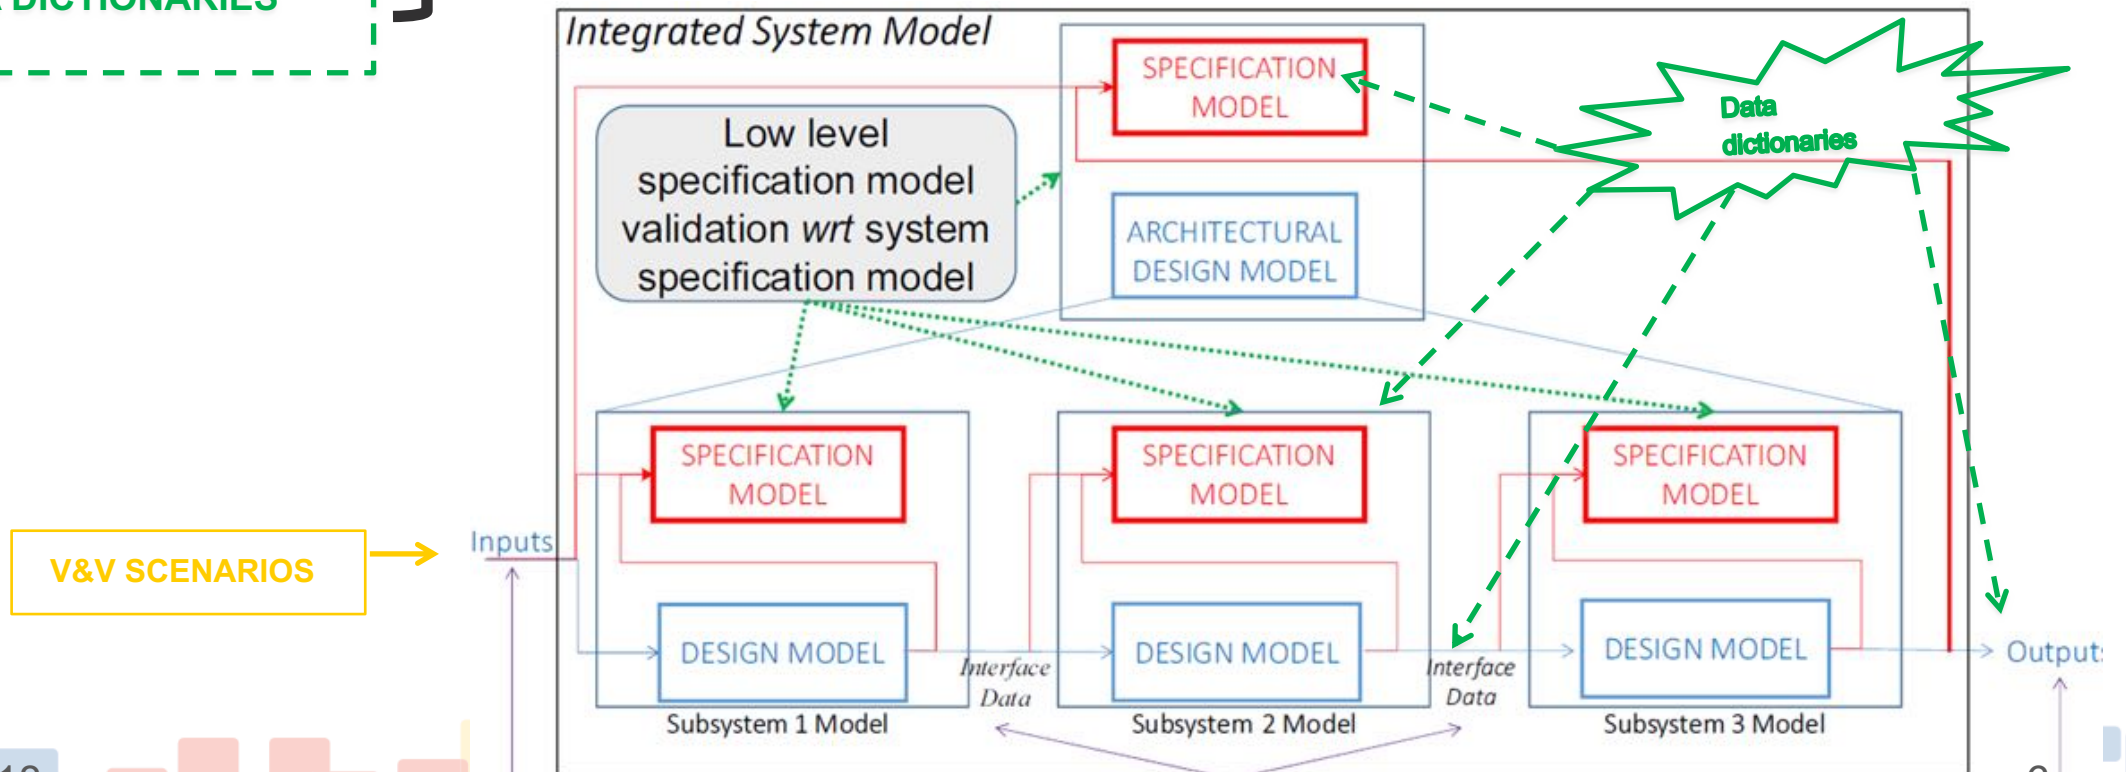 DICTIONARIES
Integrated System Model
SPECIFICATION
MODEL
Data
dictionaries
Low level
specification model
validation wrt system
specification model
ARCHITECTURAL
DESIGN MODEL
SPECIFICATION
MODEL
SPECIFICATION
MODEL
SPECIFICATION
MODEL
Inputs
V&V SCENARIOS
DESIGN MODEL
Interface
Data
DESIGN MODEL
Interface
Data
DESIGN MODEL
Outputs
Subsystem 1 Model
Subsystem 2 Model
Subsystem 3 Model